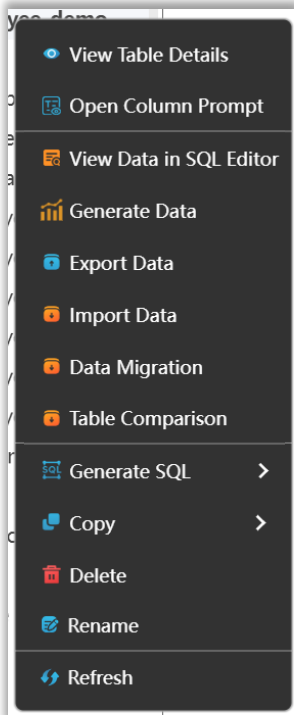 View Table Details
Open Column Prompt
View Data in SQL Editor
Generate Data
Export Data
Import Data
Data Migration
Table Comparison
SQL Generate SQL
Copy
Delete
Rename
Refresh